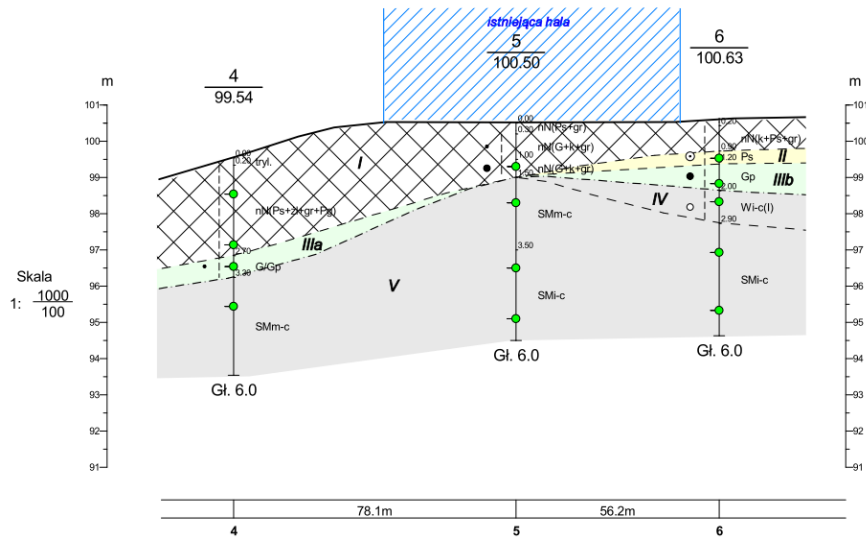 istniejąca hala
4
99.54
5
100.50
6
100.63
m
m
101
100
99
98
97
96
95
94
93
92
91
101
100
99
98
97
96
95
94
93
92
91
Skala
1: 1000
100
0.00
0.20
tryl.
nN(Ps+żl+gr+Pg)
2.70
G/Gp
3.30
SMm-c
Gł. 6.0
0.00
0.30
nN(Ps+gr)
nN(G+k+gr)
1.00
nN(G+k+gr)
1.50
SMm-c
3.50
SMi-c
Gł. 6.0
0.20
nN(k+Ps+gr)
0.90
Ps
1.20
Gp
2.00
Wi-c(I)
2.90
SMi-c
Gł. 6.0
I
II
IIIa
IIIb
IV
V
78.1m
56.2m
4
5
6